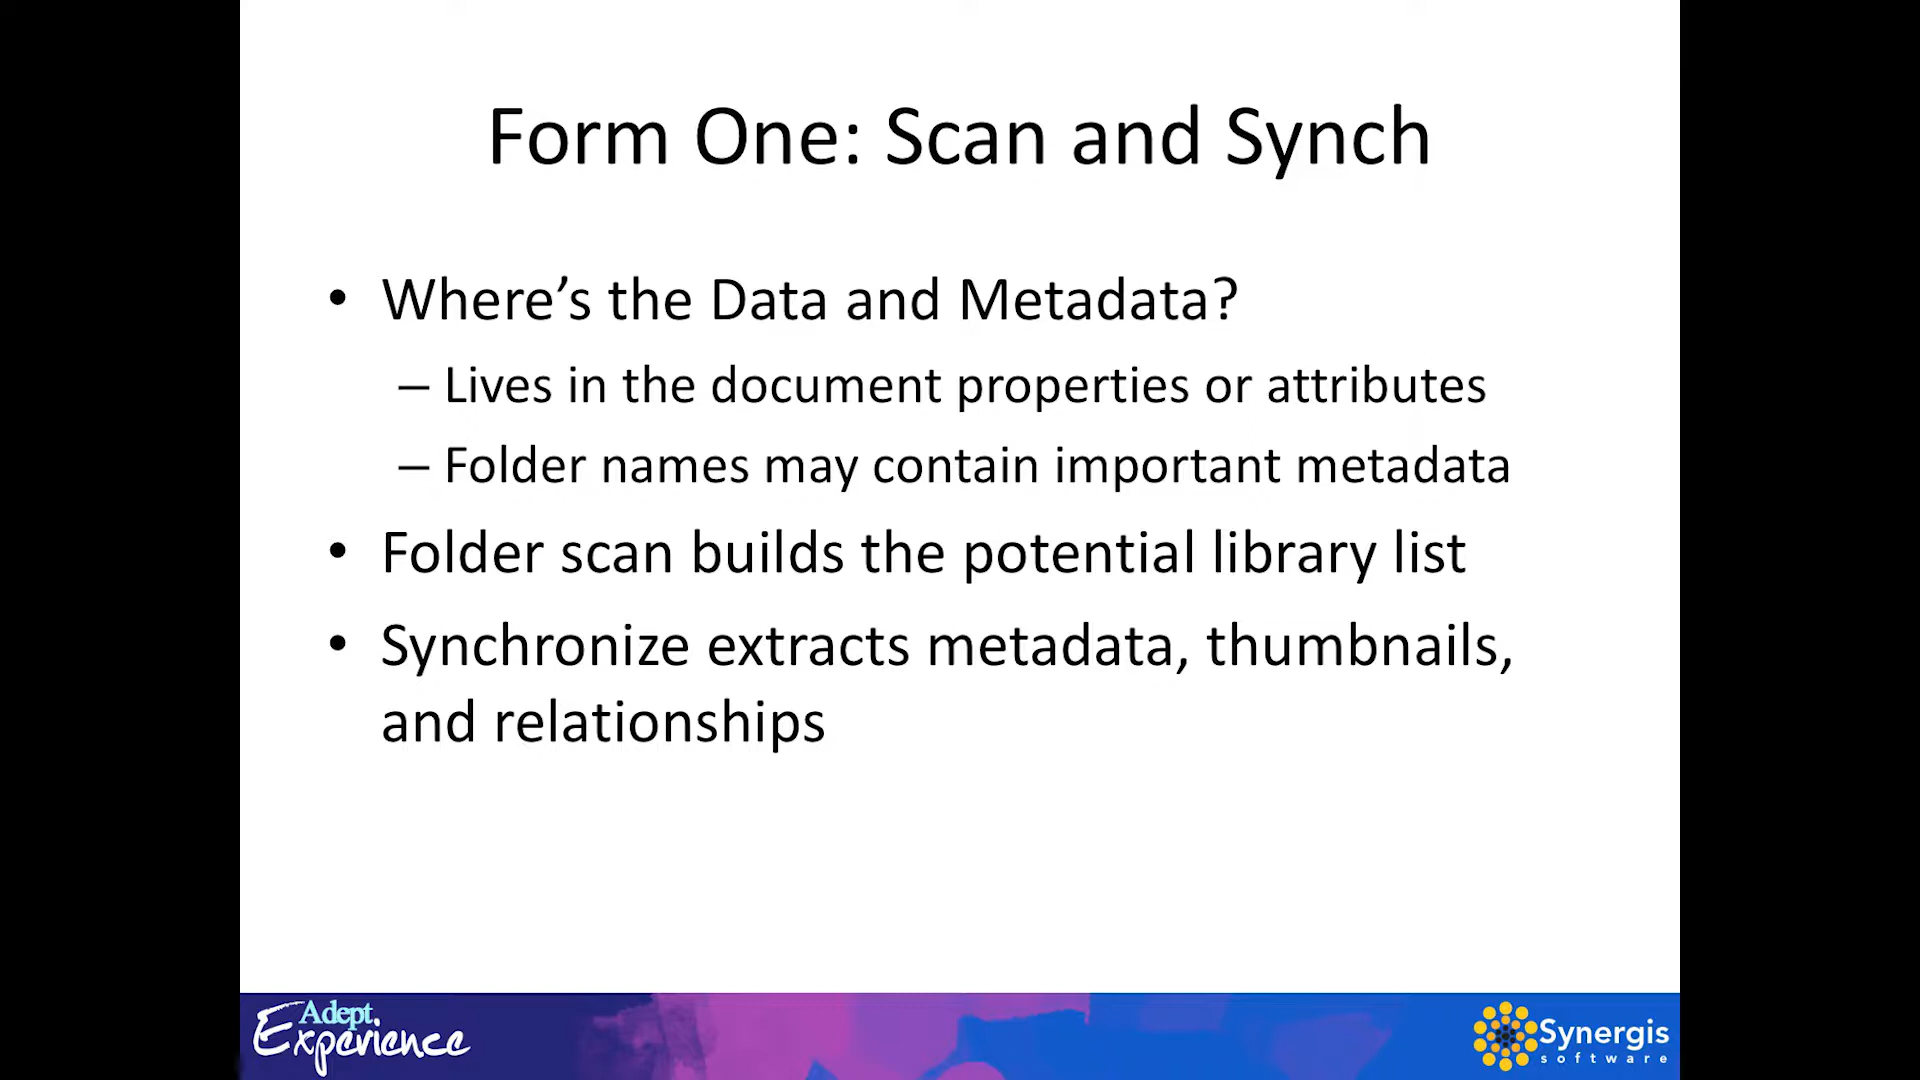 Form One: Scan and Synch
• Where’s the Data and Metadata?
– Lives in the document properties or attributes
– Folder names may contain important metadata
• Folder scan builds the potential library list
• Synchronize extracts metadata, thumbnails,
and relationships
Adept
Experience
Synergis
software